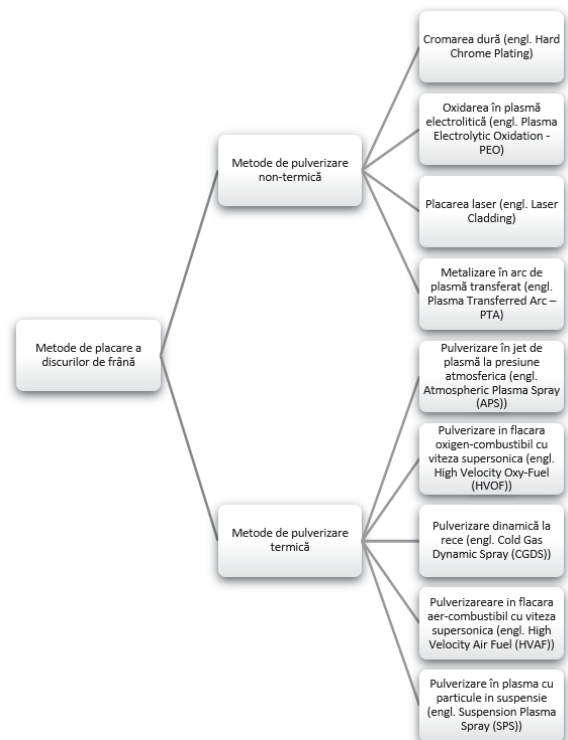 Metode de placare a
discurilor de frână
Metode de pulverizare
non-termică
Cromarea dură (engl. Hard
Chrome Plating)
Oxidarea în plasmă
electrolitică (engl. Plasma
Electrolytic Oxidation -
PEO)
Placarea laser (engl. Laser
Cladding)
Metalizare în arc de
plasmă transferat (engl.
Plasma Transferred Arc –
PTA)
Metode de pulverizare
termică
Pulverizare în jet de
plasmă la presiune
atmosferica (engl.
Atmospheric Plasma Spray
(APS))
Pulverizare in flacara
oxigen-combustibil cu
viteza supersonica (engl.
High Velocity Oxy-Fuel
(HVOF))
Pulverizare dinamică la
rece (engl. Cold Gas
Dynamic Spray (CGDS))
Pulverizareare in flacara
aer-combustibil cu viteza
supersonica (engl. High
Velocity Air Fuel (HVAF))
Pulverizare în plasma cu
particule in suspensie
(engl. Suspension Plasma
Spray (SPS))